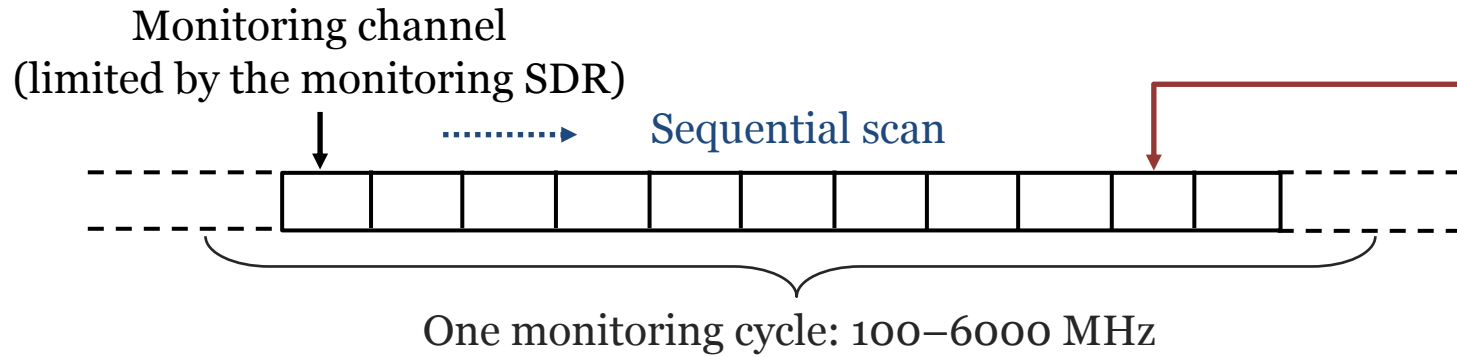 Monitoring channel
(limited by the monitoring SDR)
Sequential scan
One monitoring cycle: 100–6000 MHz